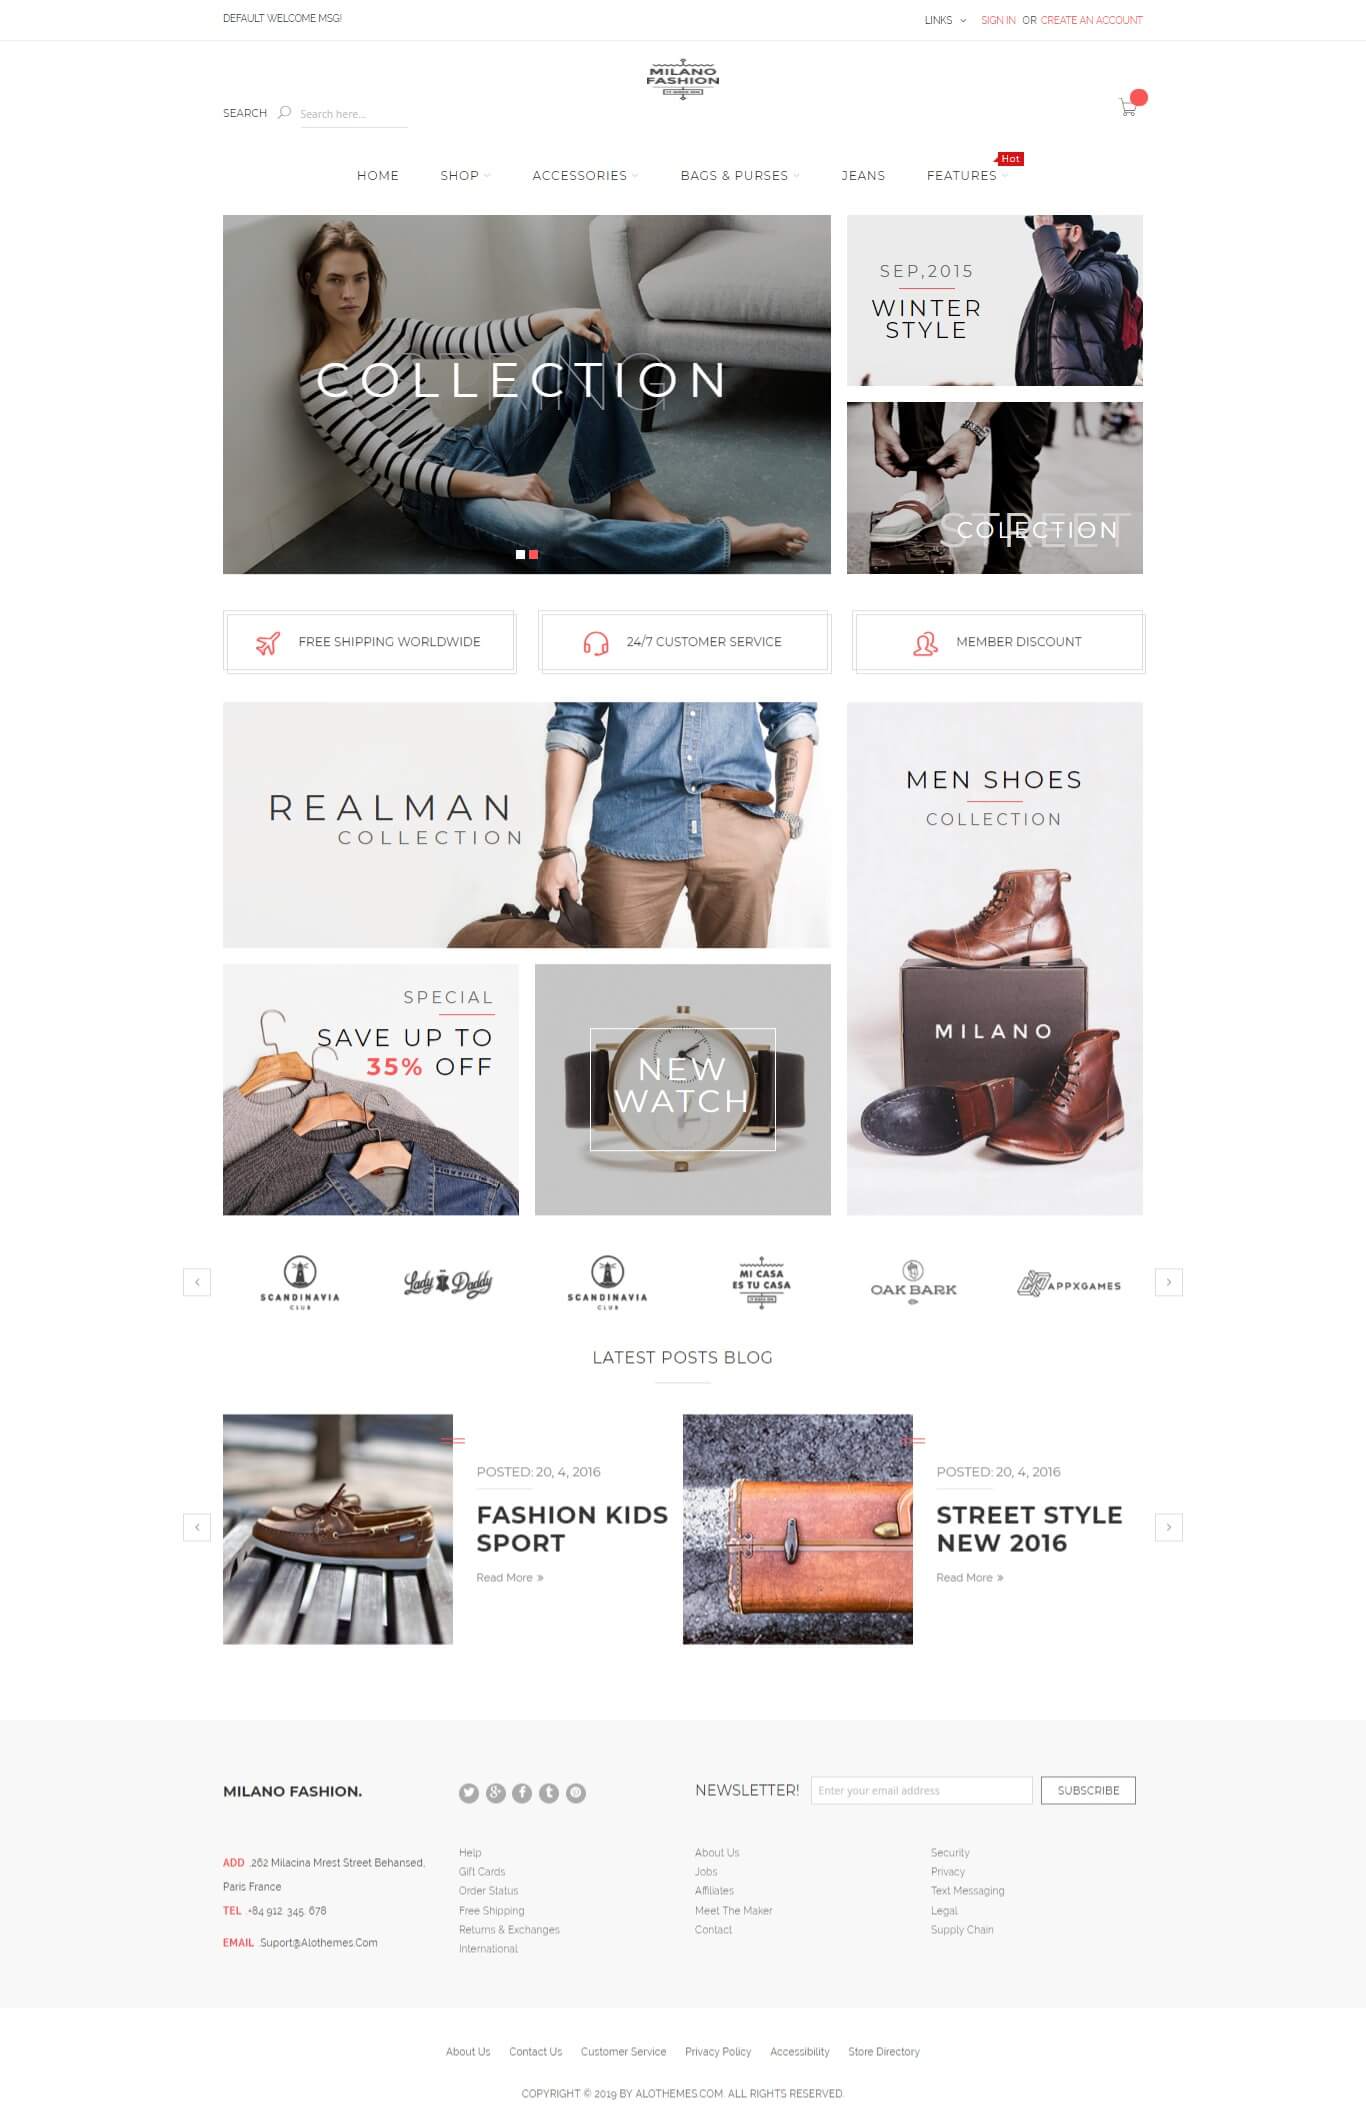 DEFAULT WELCOME MSG!
LINKS SIGN IN OR CREATE AN ACCOUNT
MILANO
FASHION
SEARCH Search here...
Hot
HOME SHOP ACCESSORIES BAGS & PURSES JEANS FEATURES
COLLECTION
SPRING
SEP,2015
WINTER
STYLE
STREET
COLECTION
FREE SHIPPING WORLDWIDE
24/7 CUSTOMER SERVICE
MEMBER DISCOUNT
REALMAN
COLLECTION
MEN SHOES
COLLECTION
MILANO
SPECIAL
SAVE UP TO
35% OFF
NEW
WATCH
SCANDINAVIA
CLUB
Lady Daddy
SCANDINAVIA
CLUB
MI CASA
ES TU CASA
OAK BARK
APPXGAMES
LATEST POSTS BLOG
POSTED: 20, 4, 2016
FASHION KIDS
SPORT
Read More »
POSTED: 20, 4, 2016
STREET STYLE
NEW 2016
Read More »
MILANO FASHION.
NEWSLETTER! Enter your email address SUBSCRIBE
ADD .262 Milacina Mrest Street Behansed,
Paris France
TEL .+84 912. 345. 678
EMAIL .Suport@Alothemes.Com
Help
Gift Cards
Order Status
Free Shipping
Returns & Exchanges
International
About Us
Jobs
Affiliates
Meet The Maker
Contact
Security
Privacy
Text Messaging
Legal
Supply Chain
About Us Contact Us Customer Service Privacy Policy Accessibility Store Directory
COPYRIGHT © 2019 BY ALOTHEMES.COM. ALL RIGHTS RESERVED.